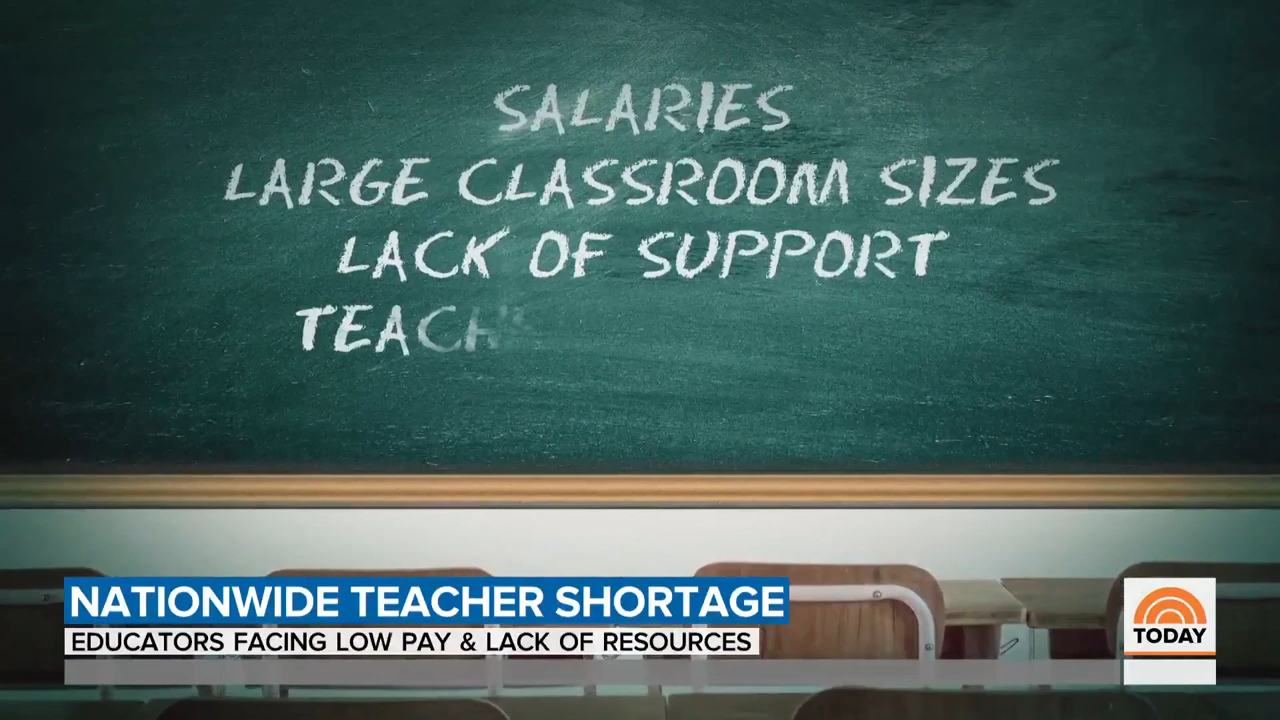 SALARIES
LARGE CLASSROOM SIZES
LACK OF SUPPORT
NATIONWIDE TEACHER SHORTAGE
EDUCATORS FACING LOW PAY & LACK OF RESOURCES
TODAY